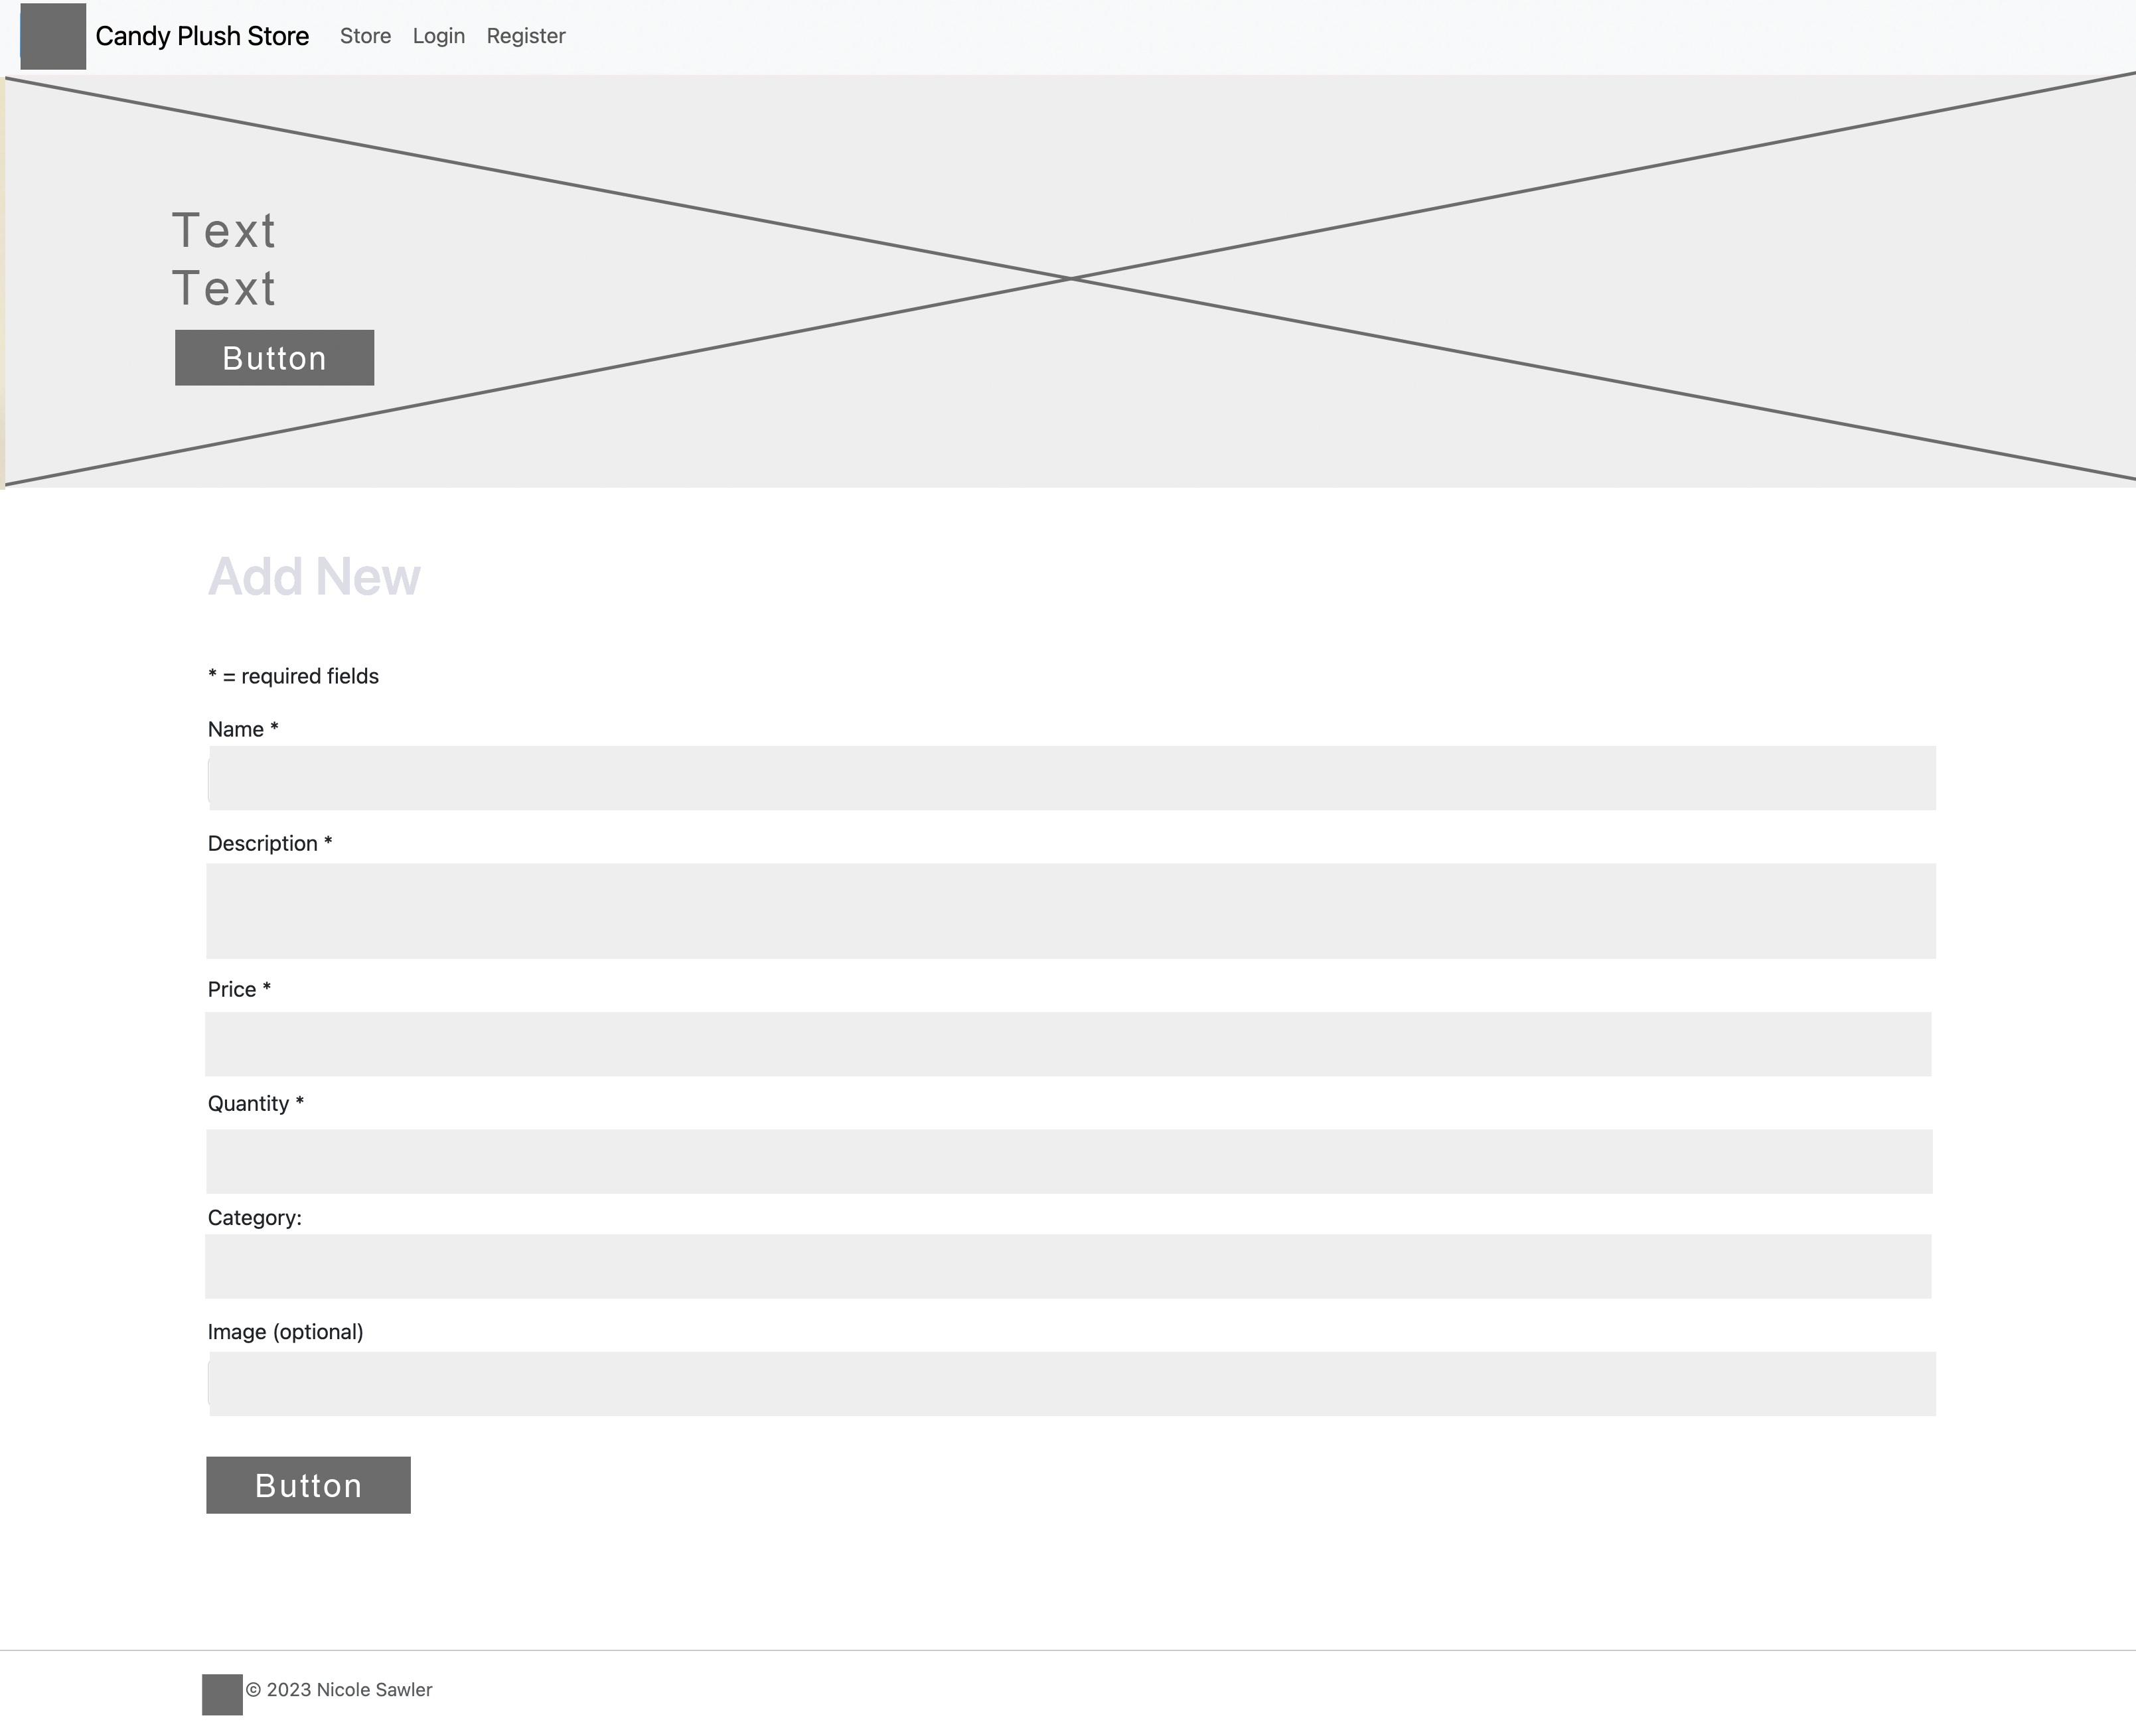 Candy Plush Store Store Login Register
Text
Text
Button
Add New
* = required fields
Name *
Description *
Price *
Quantity *
Category:
Image (optional)
Button
© 2023 Nicole Sawler